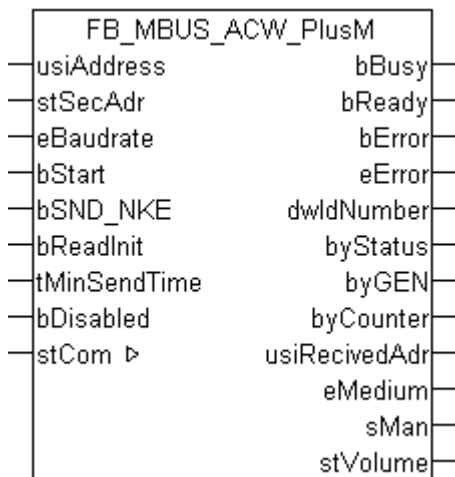 FB_MBUS_ACW_PlusM
usiAddress bBusy
stSecAdr bReady
eBaudrate bError
bStart eError
bSND_NKE dwIdNumber
bReadInit byStatus
tMinSendTime byGEN
bDisabled byCounter
stCom ▷ usiRecivedAdr
eMedium
sMan
stVolume